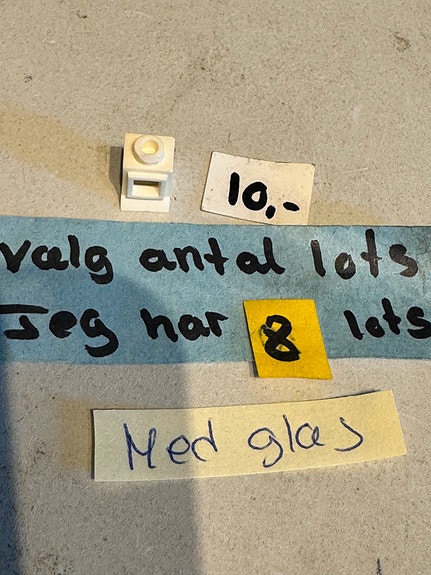 10,-
Vælg antal lots
Jeg har 8 lots
Med glas